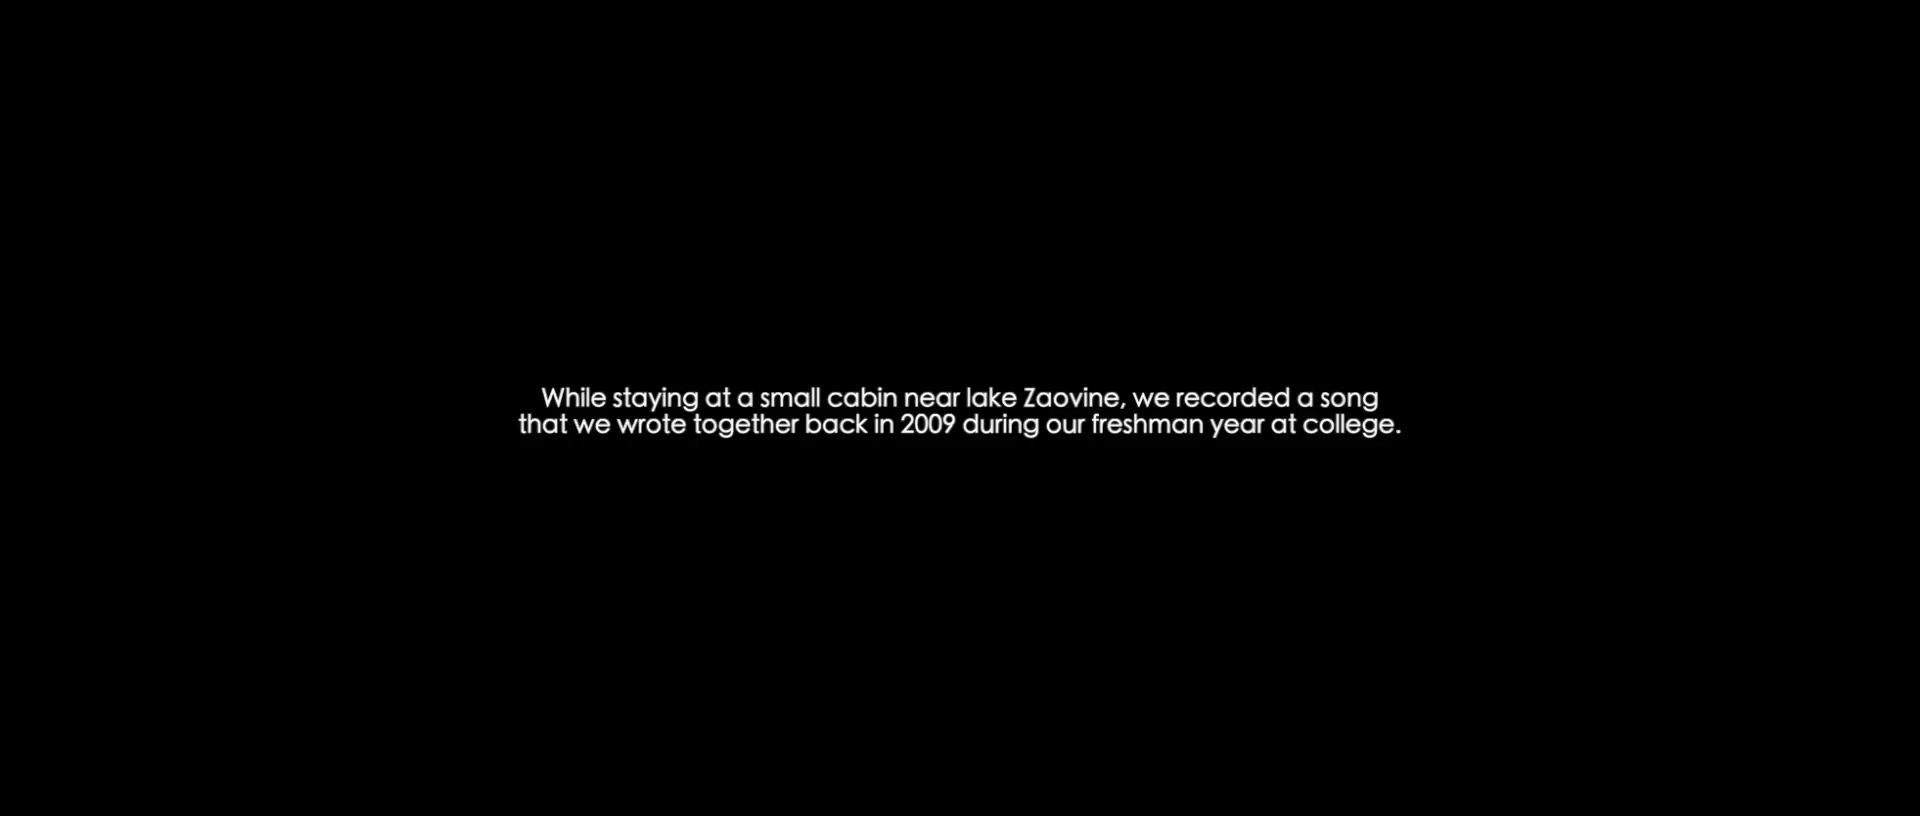 While staying at a small cabin near lake Zaovine, we recorded a song
that we wrote together back in 2009 during our freshman year at college.